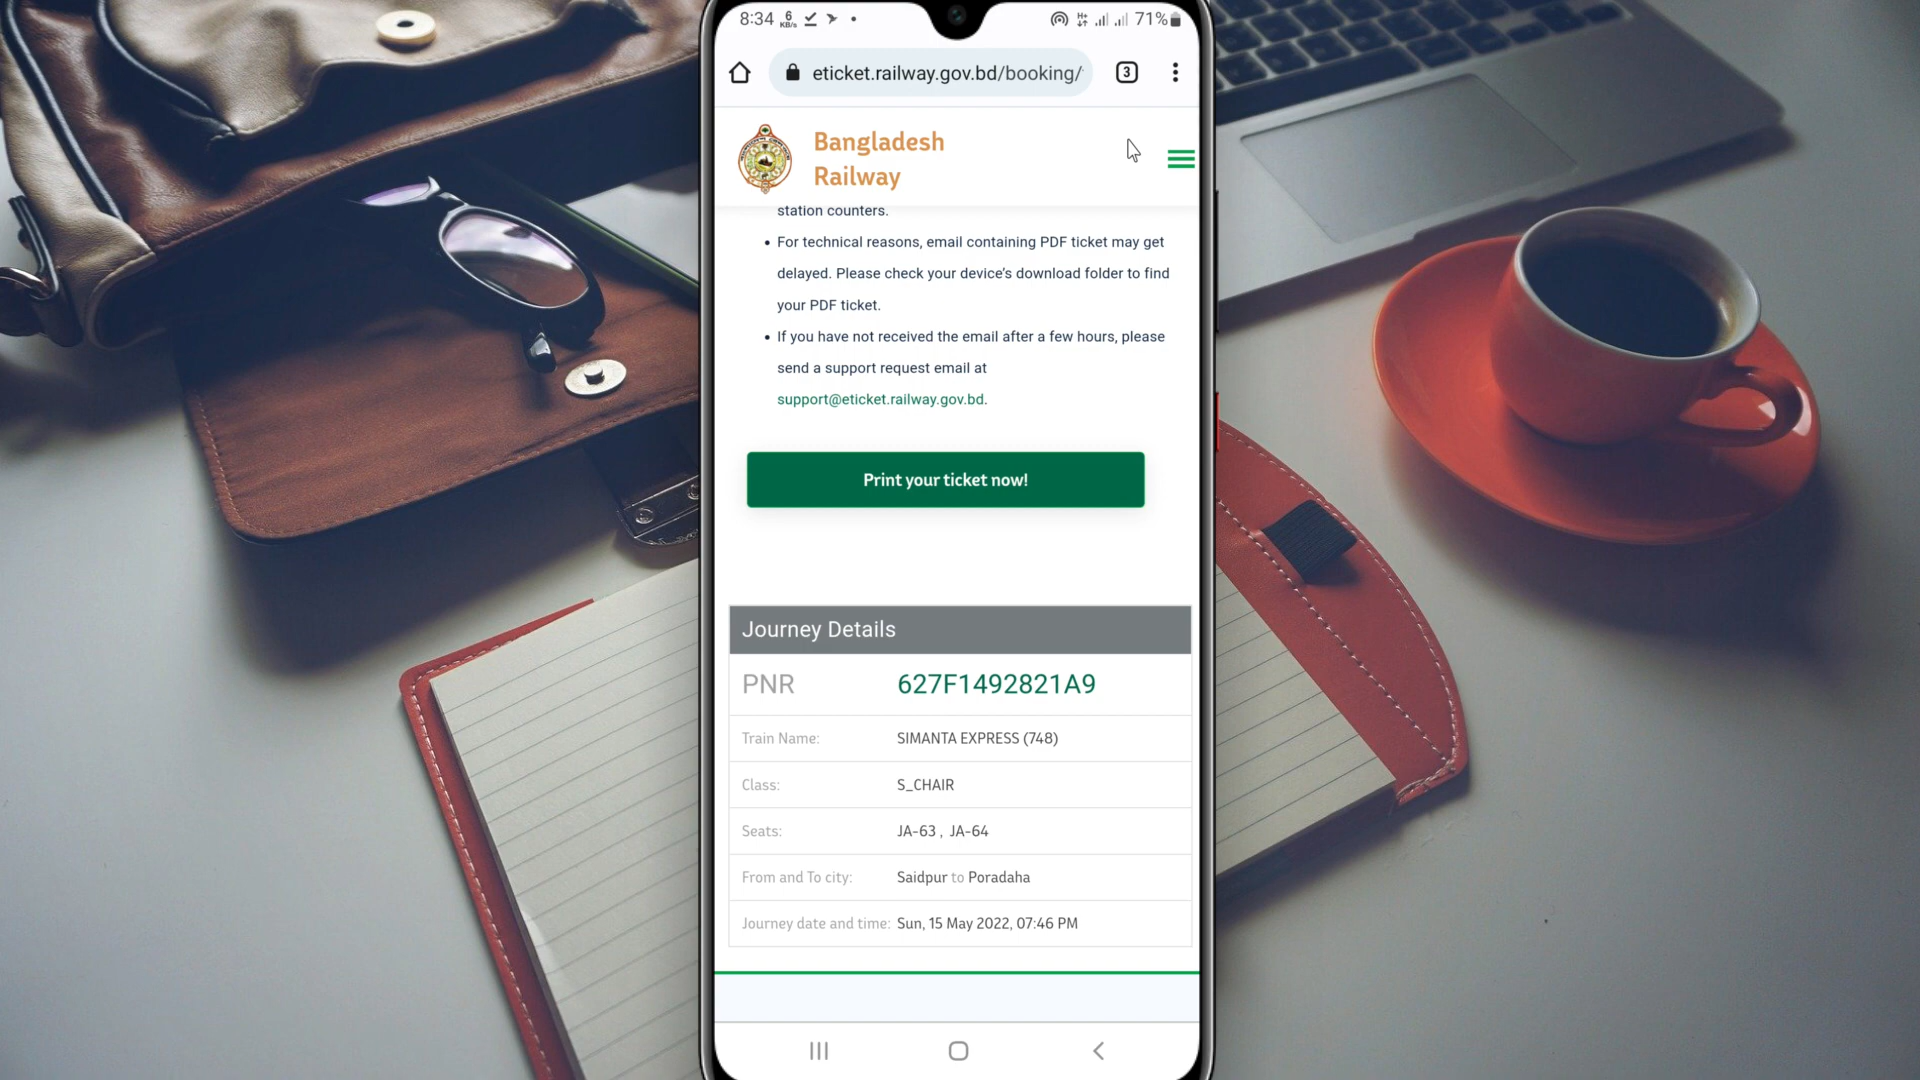 8:34 6 KB/s 71%
eticket.railway.gov.bd/booking/ 3
Bangladesh
Railway
station counters.
• For technical reasons, email containing PDF ticket may get
delayed. Please check your device’s download folder to find
your PDF ticket.
• If you have not received the email after a few hours, please
send a support request email at
support@eticket.railway.gov.bd.
Print your ticket now!
Journey Details
PNR 627F1492821A9
Train Name: SIMANTA EXPRESS (748)
Class: S_CHAIR
Seats: JA-63 , JA-64
From and To city: Saidpur to Poradaha
Journey date and time: Sun, 15 May 2022, 07:46 PM